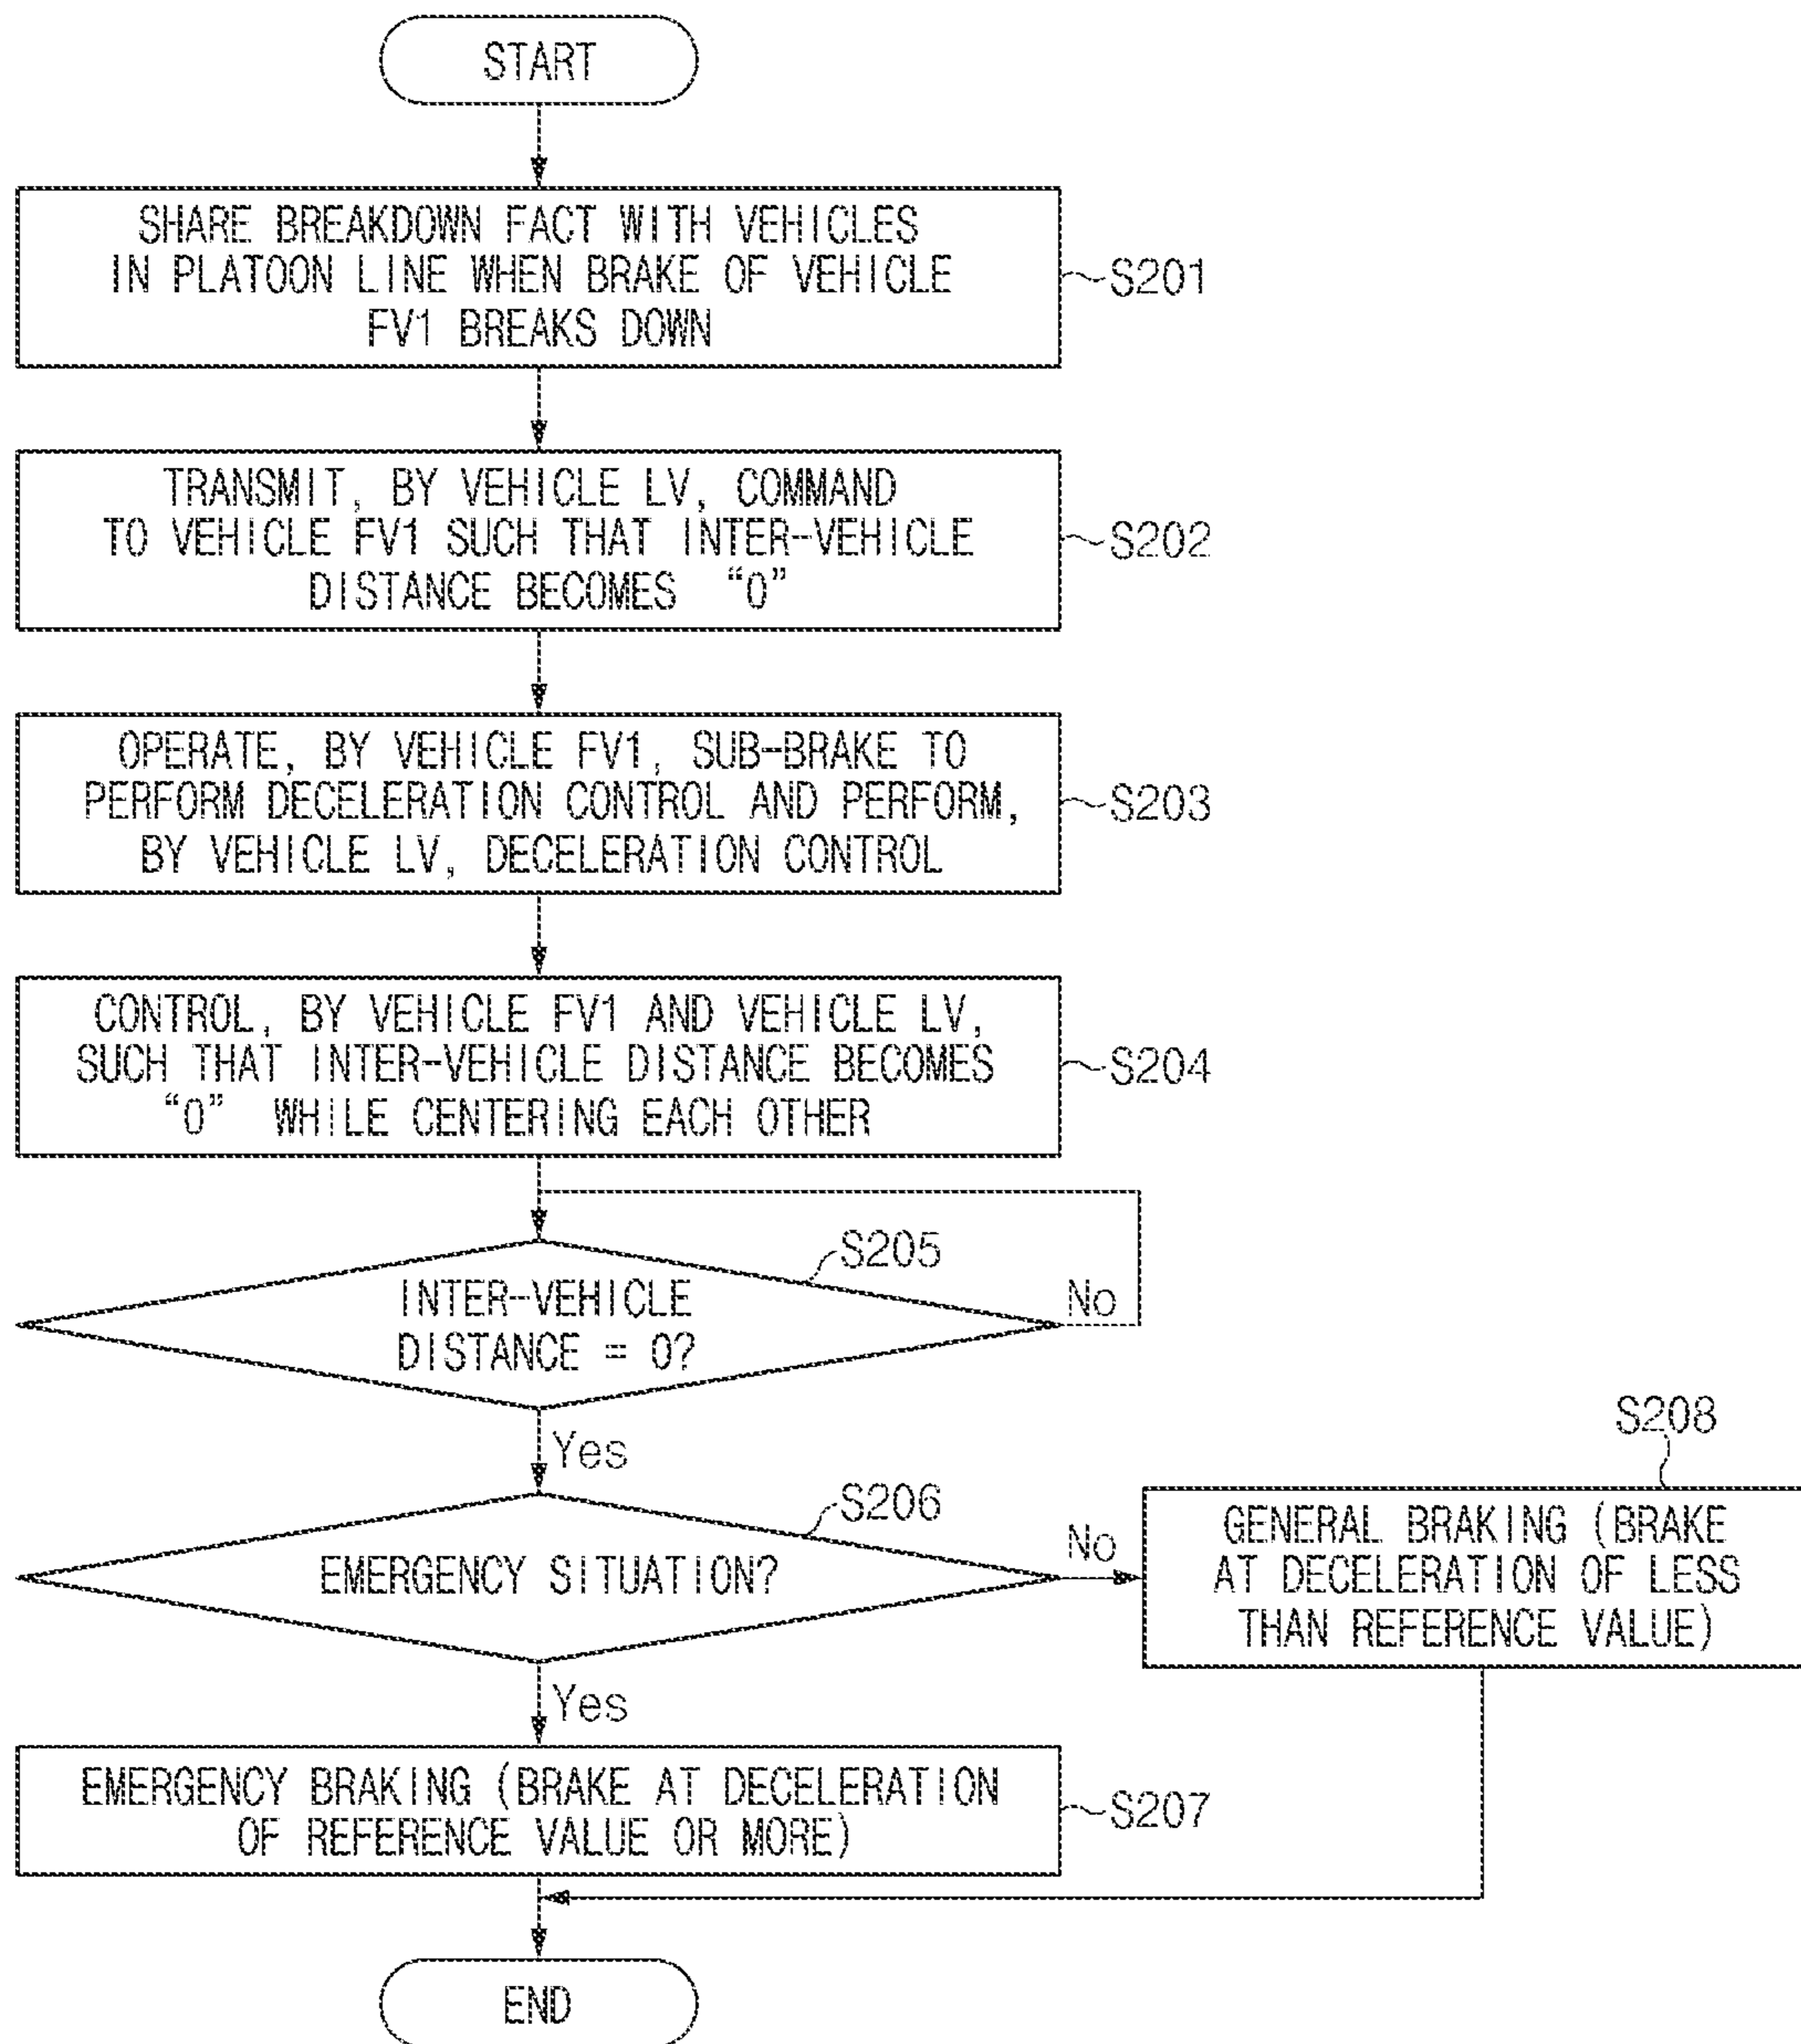 START
SHARE BREAKDOWN FACT WITH VEHICLES
IN PLATOON LINE WHEN BRAKE OF VEHICLE
FV1 BREAKS DOWN
S201
TRANSMIT, BY VEHICLE LV, COMMAND
TO VEHICLE FV1 SUCH THAT INTER-VEHICLE
DISTANCE BECOMES “0”
S202
OPERATE, BY VEHICLE FV1, SUB-BRAKE TO
PERFORM DECELERATION CONTROL AND PERFORM,
BY VEHICLE LV, DECELERATION CONTROL
S203
CONTROL, BY VEHICLE FV1 AND VEHICLE LV,
SUCH THAT INTER-VEHICLE DISTANCE BECOMES
“0” WHILE CENTERING EACH OTHER
S204
S205
INTER-VEHICLE
DISTANCE = 0?
No
Yes
S206
EMERGENCY SITUATION?
No
S208
GENERAL BRAKING (BRAKE
AT DECELERATION OF LESS
THAN REFERENCE VALUE)
Yes
EMERGENCY BRAKING (BRAKE AT DECELERATION
OF REFERENCE VALUE OR MORE)
S207
END